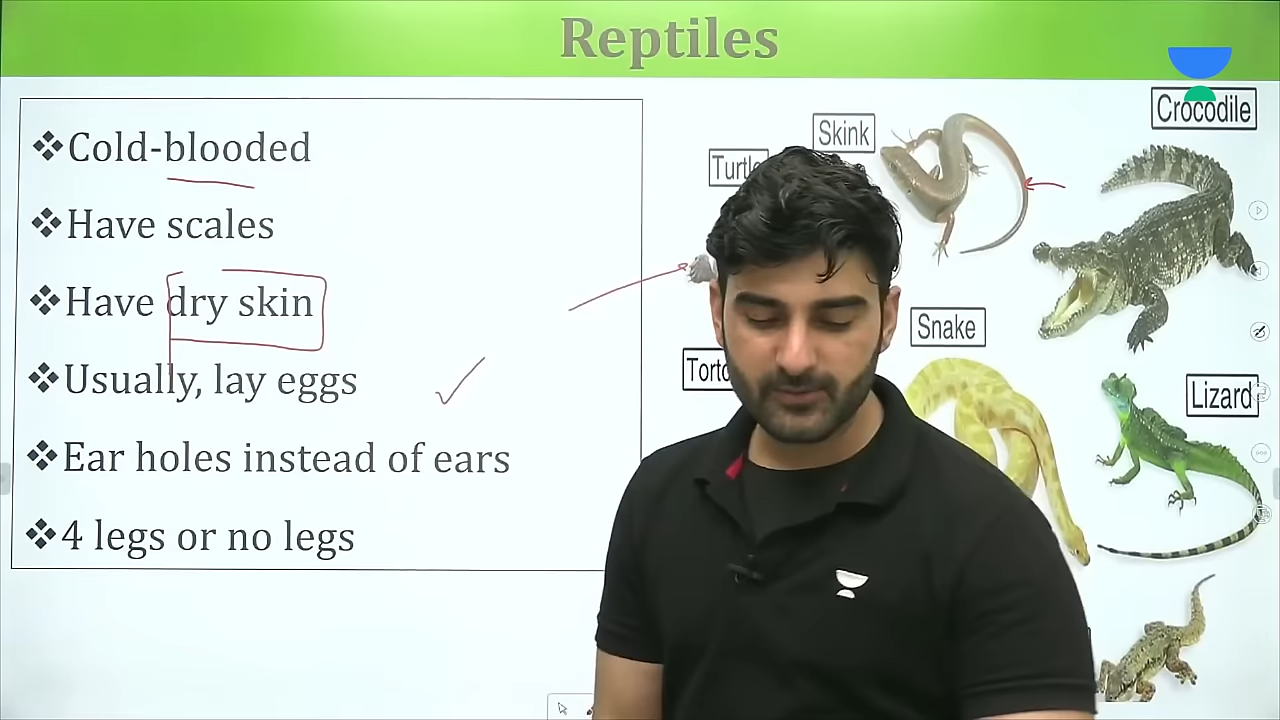 Reptiles
❖Cold-blooded
❖Have scales
❖Have dry skin
❖Usually, lay eggs
❖Ear holes instead of ears
❖4 legs or no legs
Crocodile
Skink
Snake
Lizard